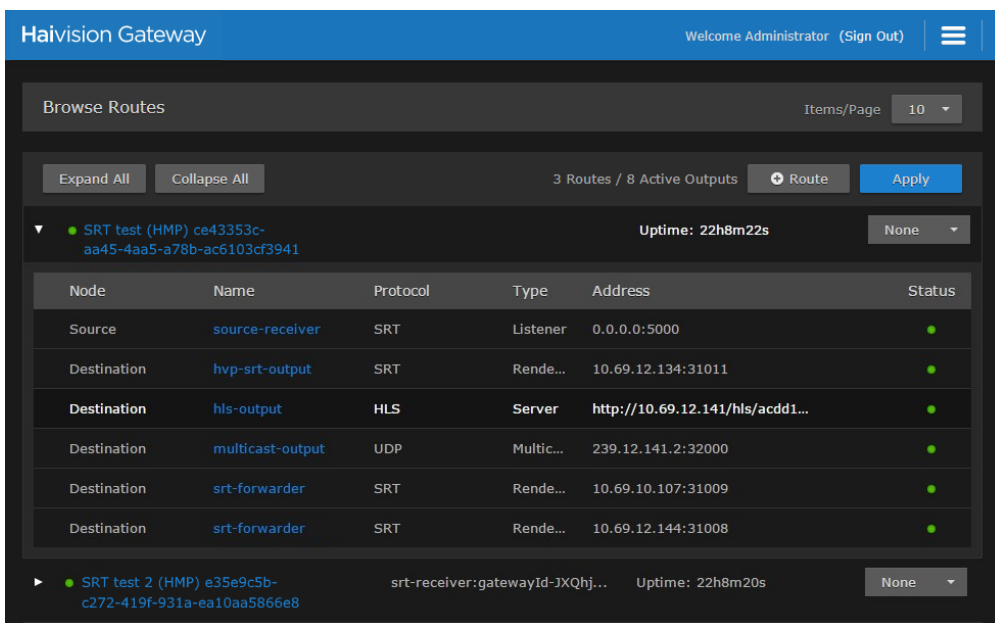 Haivision Gateway
Welcome Administrator (Sign Out)
Browse Routes
Items/Page 10
Expand All Collapse All 3 Routes / 8 Active Outputs Route Apply
SRT test (HMP) ce43353c-
aa45-4aa5-a78b-ac6103cf3941
Uptime: 22h8m22s None
Node Name Protocol Type Address Status
Source source-receiver SRT Listener 0.0.0.0:5000
Destination hvp-srt-output SRT Rende... 10.69.12.134:31011
Destination hls-output HLS Server http://10.69.12.141/hls/acdd1...
Destination multicast-output UDP Multic... 239.12.141.2:32000
Destination srt-forwarder SRT Rende... 10.69.10.107:31009
Destination srt-forwarder SRT Rende... 10.69.12.144:31008
SRT test 2 (HMP) e35e9c5b-
c272-419f-931a-ea10aa5866e8
srt-receiver:gatewayId-JXQhj... Uptime: 22h8m20s None